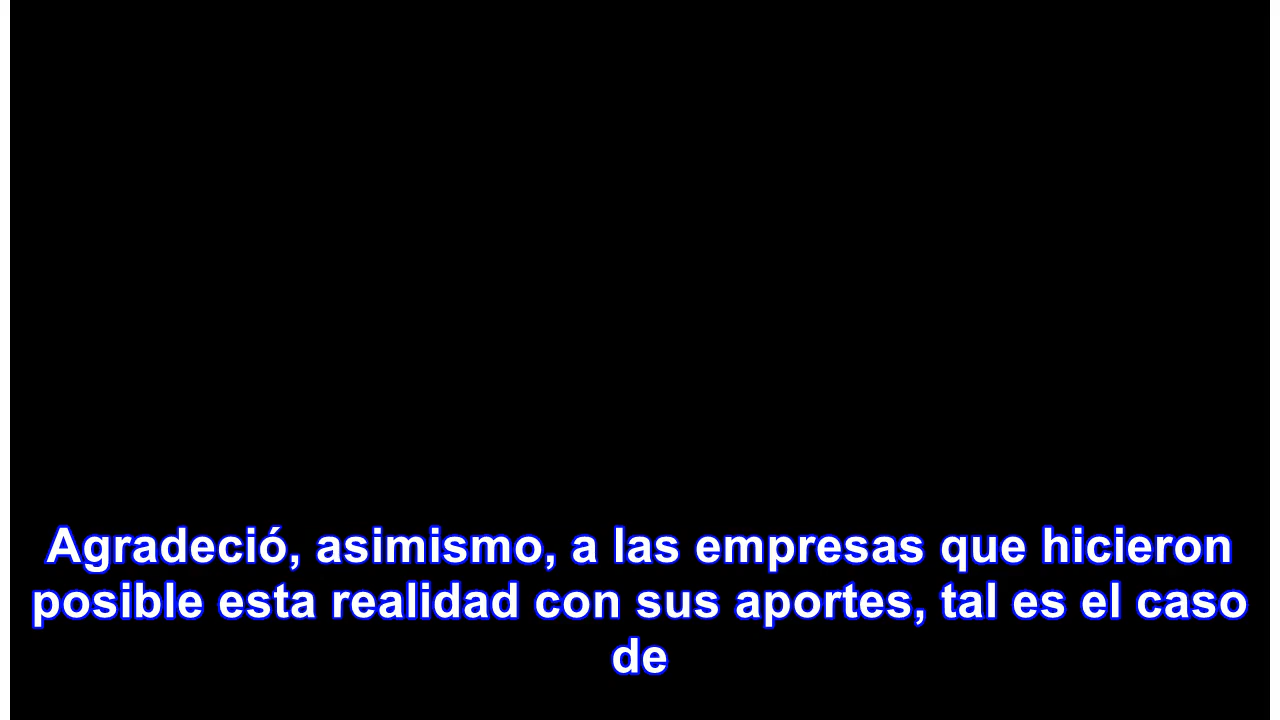 Agradeció, asimismo, a las empresas que hicieron
posible esta realidad con sus aportes, tal es el caso
de